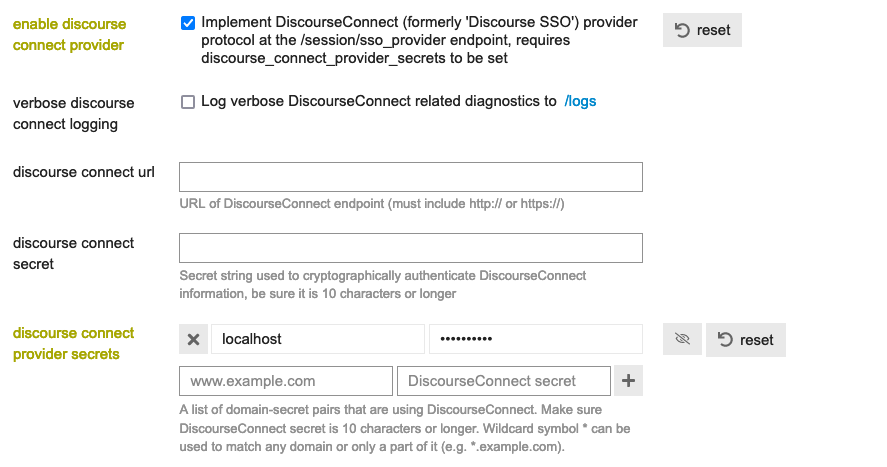 enable discourse connect provider
Implement DiscourseConnect (formerly 'Discourse SSO') provider
protocol at the /session/sso_provider endpoint, requires
discourse_connect_provider_secrets to be set
reset
verbose discourse connect logging
Log verbose DiscourseConnect related diagnostics to /logs
discourse connect url
URL of DiscourseConnect endpoint (must include http:// or https://)
discourse connect secret
Secret string used to cryptographically authenticate DiscourseConnect
information, be sure it is 10 characters or longer
discourse connect provider secrets
localhost
••••••••••
reset
www.example.com
DiscourseConnect secret
A list of domain-secret pairs that are using DiscourseConnect. Make sure
DiscourseConnect secret is 10 characters or longer. Wildcard symbol * can be
used to match any domain or only a part of it (e.g. *.example.com).